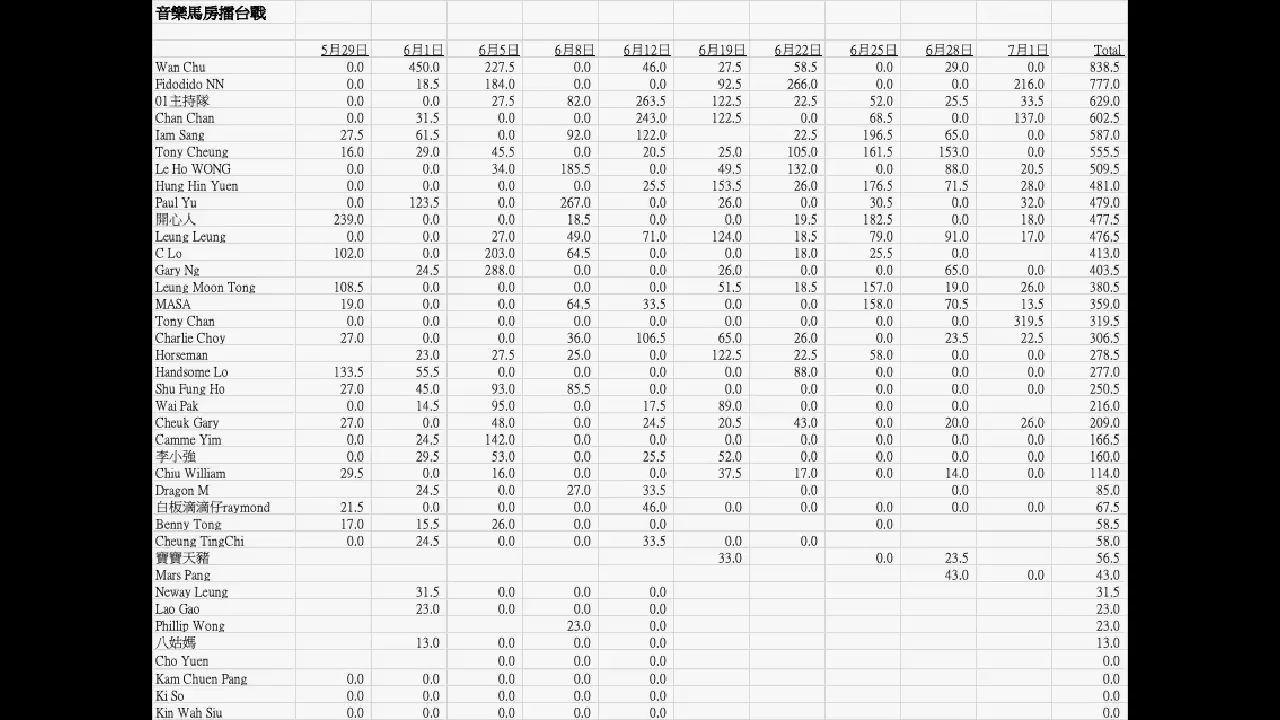 音樂馬房擂台戰
5月29日 6月1日 6月5日 6月8日 6月12日 6月19日 6月22日 6月25日 6月28日 7月1日 Total
Wan Chu 0.0 450.0 227.5 0.0 46.0 27.5 58.5 0.0 29.0 0.0 838.5
Fidodido NN 0.0 18.5 184.0 0.0 0.0 92.5 266.0 0.0 0.0 216.0 777.0
01主持隊 0.0 0.0 27.5 82.0 263.5 122.5 22.5 52.0 25.5 33.5 629.0
Chan Chan 0.0 31.5 0.0 0.0 243.0 122.5 0.0 68.5 0.0 137.0 602.5
Iam Sang 27.5 61.5 0.0 92.0 122.0 22.5 196.5 65.0 0.0 587.0
Tony Cheung 16.0 29.0 45.5 0.0 20.5 25.0 105.0 161.5 153.0 0.0 555.5
Le Ho WONG 0.0 0.0 34.0 185.5 0.0 49.5 132.0 0.0 88.0 20.5 509.5
Hung Hin Yuen 0.0 0.0 0.0 0.0 25.5 153.5 26.0 176.5 71.5 28.0 481.0
Paul Yu 0.0 123.5 0.0 267.0 0.0 26.0 0.0 30.5 0.0 32.0 479.0
開心人 239.0 0.0 0.0 18.5 0.0 0.0 19.5 182.5 0.0 18.0 477.5
Leung Leung 0.0 0.0 27.0 49.0 71.0 124.0 18.5 79.0 91.0 17.0 476.5
C Lo 102.0 0.0 203.0 64.5 0.0 0.0 18.0 25.5 0.0 413.0
Gary Ng 24.5 288.0 0.0 0.0 26.0 0.0 0.0 65.0 0.0 403.5
Leung Moon Tong 108.5 0.0 0.0 0.0 0.0 51.5 18.5 157.0 19.0 26.0 380.5
MASA 19.0 0.0 0.0 64.5 33.5 0.0 0.0 158.0 70.5 13.5 359.0
Tony Chan 0.0 0.0 0.0 0.0 0.0 0.0 0.0 0.0 0.0 319.5 319.5
Charlie Choy 27.0 0.0 0.0 36.0 106.5 65.0 26.0 0.0 23.5 22.5 306.5
Horseman 23.0 27.5 25.0 0.0 122.5 22.5 58.0 0.0 0.0 278.5
Handsome Lo 133.5 55.5 0.0 0.0 0.0 0.0 88.0 0.0 0.0 0.0 277.0
Shu Fung Ho 27.0 45.0 93.0 85.5 0.0 0.0 0.0 0.0 0.0 0.0 250.5
Wai Pak 0.0 14.5 95.0 0.0 17.5 89.0 0.0 0.0 0.0 216.0
Cheuk Gary 27.0 0.0 48.0 0.0 24.5 20.5 43.0 0.0 20.0 26.0 209.0
Camme Yim 0.0 24.5 142.0 0.0 0.0 0.0 0.0 0.0 0.0 0.0 166.5
李小強 0.0 29.5 53.0 0.0 25.5 52.0 0.0 0.0 0.0 0.0 160.0
Chiu William 29.5 0.0 16.0 0.0 0.0 37.5 17.0 0.0 14.0 0.0 114.0
Dragon M 24.5 0.0 27.0 33.5 0.0 0.0 85.0
白板滴滴仔raymond 21.5 0.0 0.0 0.0 46.0 0.0 0.0 0.0 0.0 0.0 67.5
Benny Tong 17.0 15.5 26.0 0.0 0.0 0.0 58.5
Cheung TingChi 0.0 24.5 0.0 0.0 33.5 0.0 0.0 58.0
寶寶天豬 33.0 0.0 23.5 56.5
Mars Pang 43.0 0.0 43.0
Neway Leung 31.5 0.0 0.0 0.0 31.5
Lao Gao 23.0 0.0 0.0 0.0 23.0
Phillip Wong 23.0 0.0 23.0
八姑媽 13.0 0.0 0.0 0.0 13.0
Cho Yuen 0.0 0.0 0.0 0.0
Kam Chuen Pang 0.0 0.0 0.0 0.0 0.0 0.0
Ki So 0.0 0.0 0.0 0.0 0.0 0.0
Kin Wah Siu 0.0 0.0 0.0 0.0 0.0 0.0